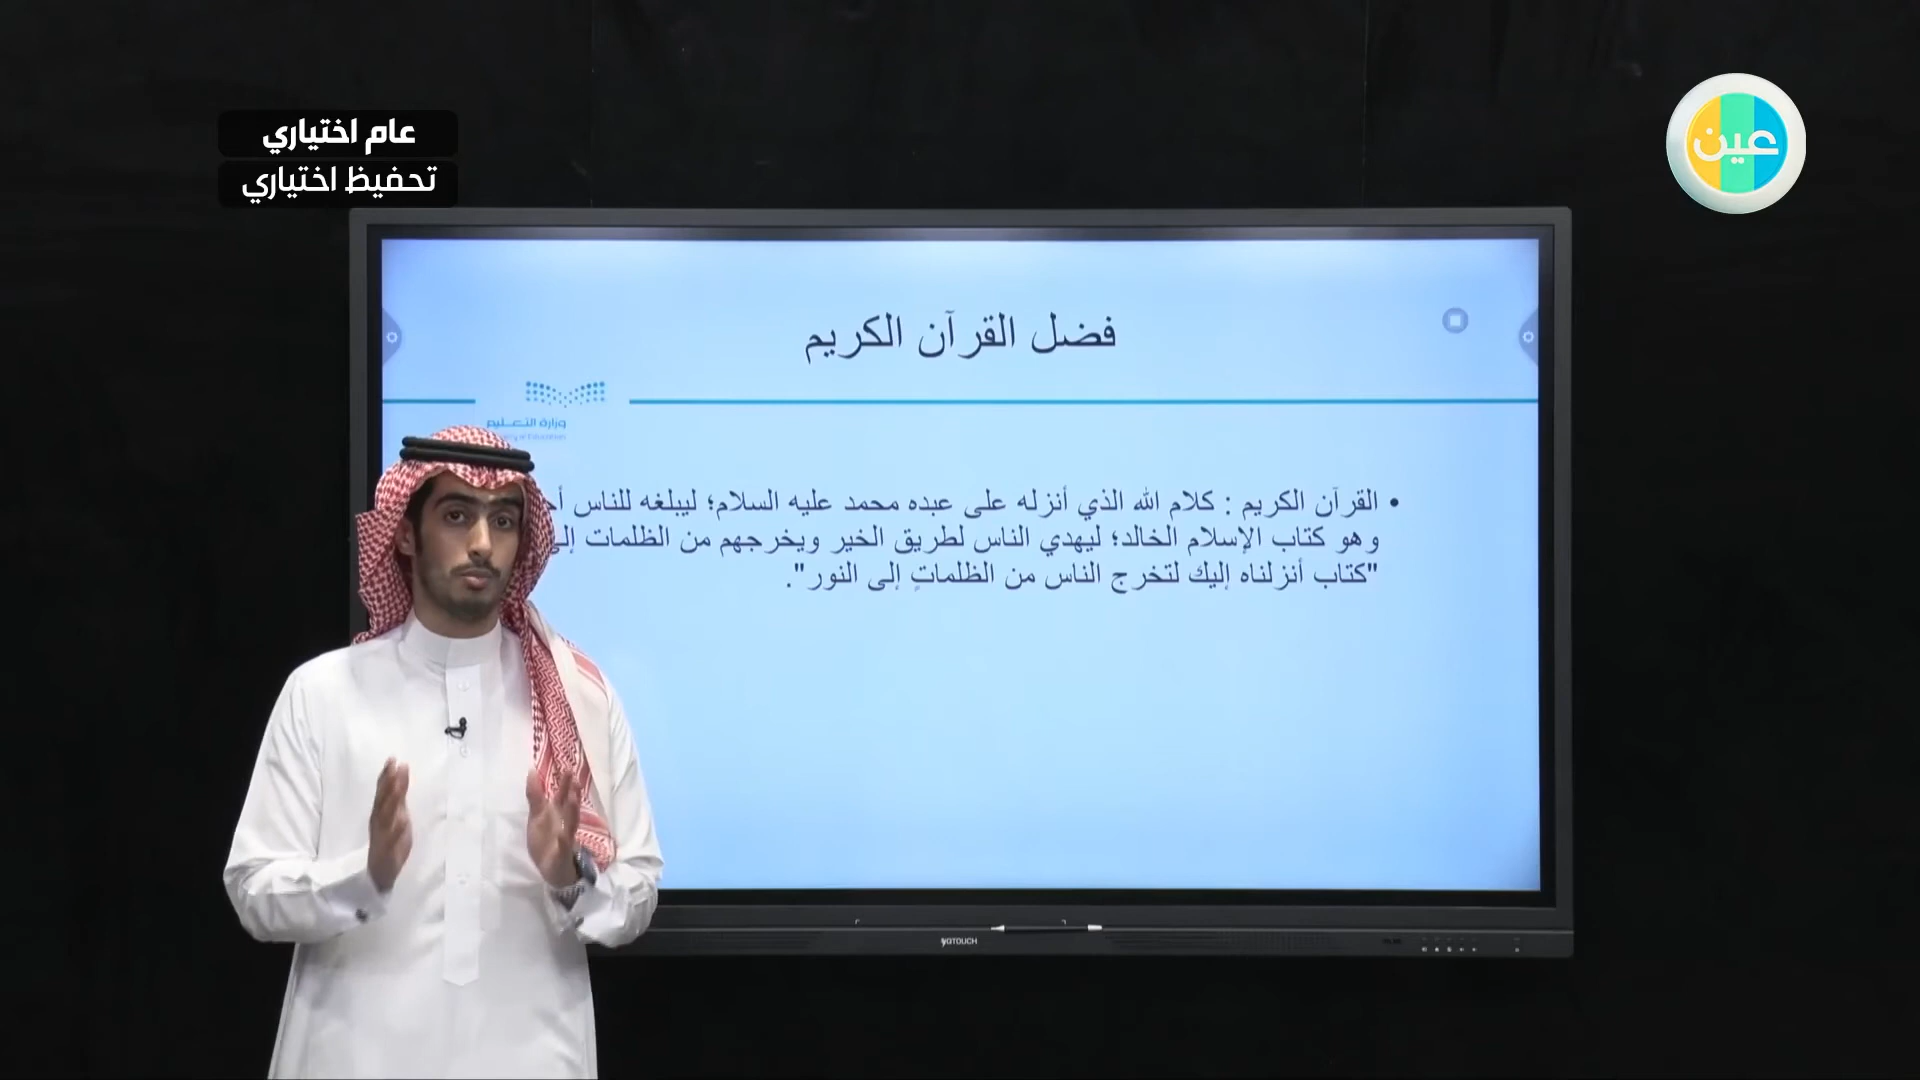 عام اختياري
تحفيظ اختياري
عين
فضل القرآن الكريم
وزارة التعليم
• القرآن الكريم : كلام الله الذي أنزله على عبده محمد عليه السلام؛ ليبلغه للناس
وهو كتاب الإسلام الخالد؛ ليهدي الناس لطريق الخير ويخرجهم من الظلمات
"كتاب أنزلناه إليك لتخرج الناس من الظلماتِ إلى النور".
YQTOUCH